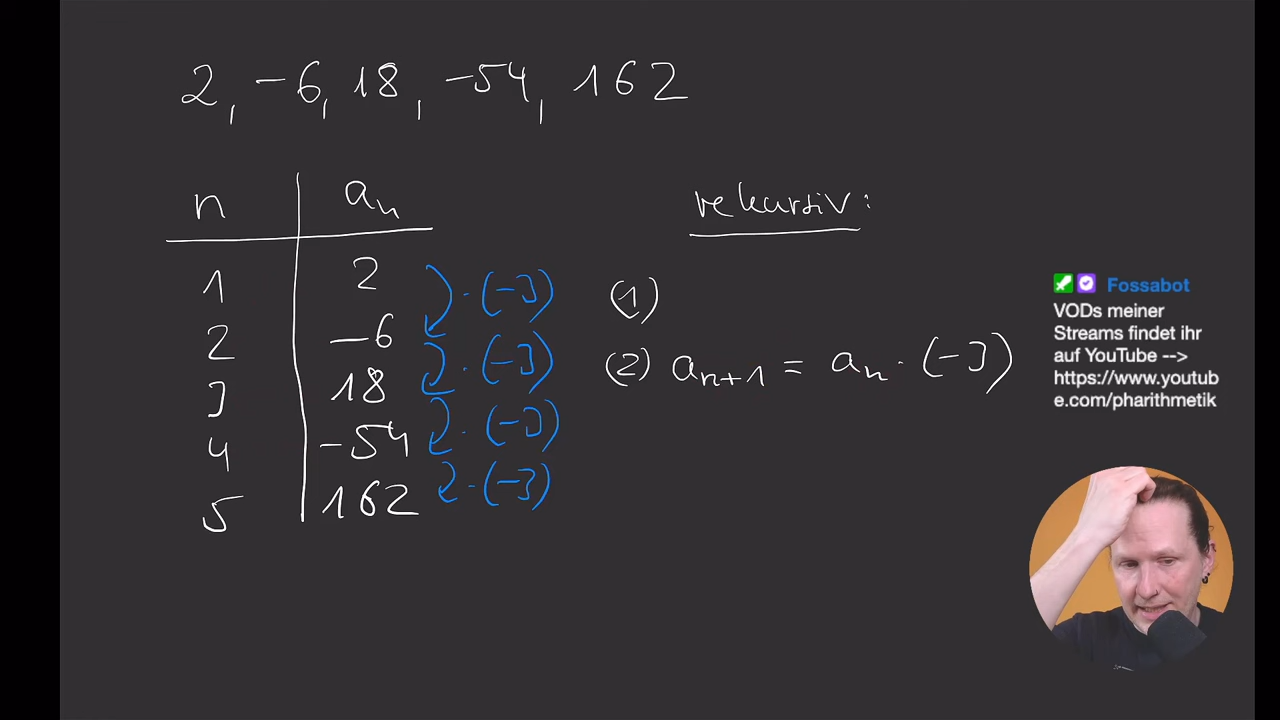 2, -6, 18, -54, 162
n | aₙ
1 | 2
2 | -6
3 | 18
4 | -54
5 | 162
· (-3)
· (-3)
· (-3)
· (-3)
rekursiv:
(1)
(2) aₙ₊₁ = aₙ · (-3)
Fossabot
VODs meiner
Streams findet ihr
auf YouTube -->
https://www.youtub
e.com/pharithmetik